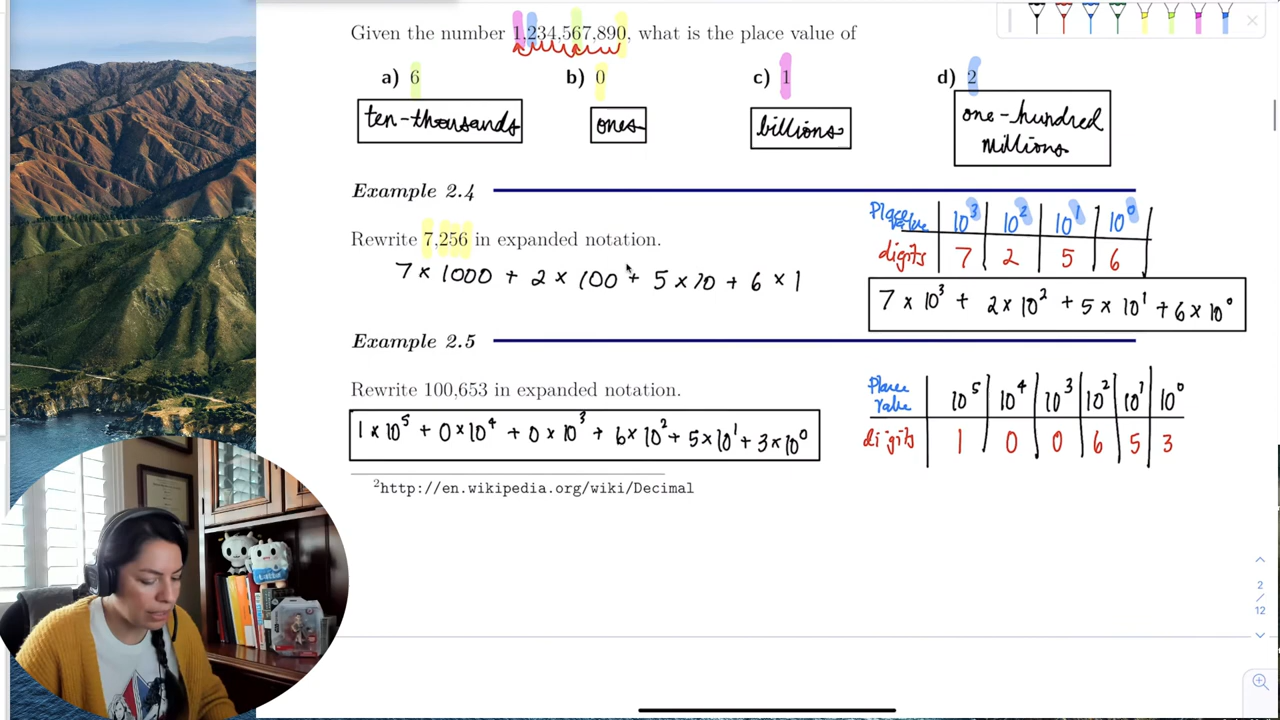 Given the number 1,234,567,890, what is the place value of
a) 6 b) 0 c) 1 d) 2
ten-thousands ones billions one-hundred
millions
Example 2.4
Rewrite 7,256 in expanded notation.
7 × 1000 + 2 × 100 + 5 × 10 + 6 × 1
Place value 10³ 10² 10¹ 10⁰
digits 7 2 5 6
7 × 10³ + 2 × 10² + 5 × 10¹ + 6 × 10⁰
Example 2.5
Rewrite 100,653 in expanded notation.
1 × 10⁵ + 0 × 10⁴ + 0 × 10³ + 6 × 10² + 5 × 10¹ + 3 × 10⁰
Place
value 10⁵ 10⁴ 10³ 10² 10¹ 10⁰
digits 1 0 0 6 5 3
²http://en.wikipedia.org/wiki/Decimal
2
/
12